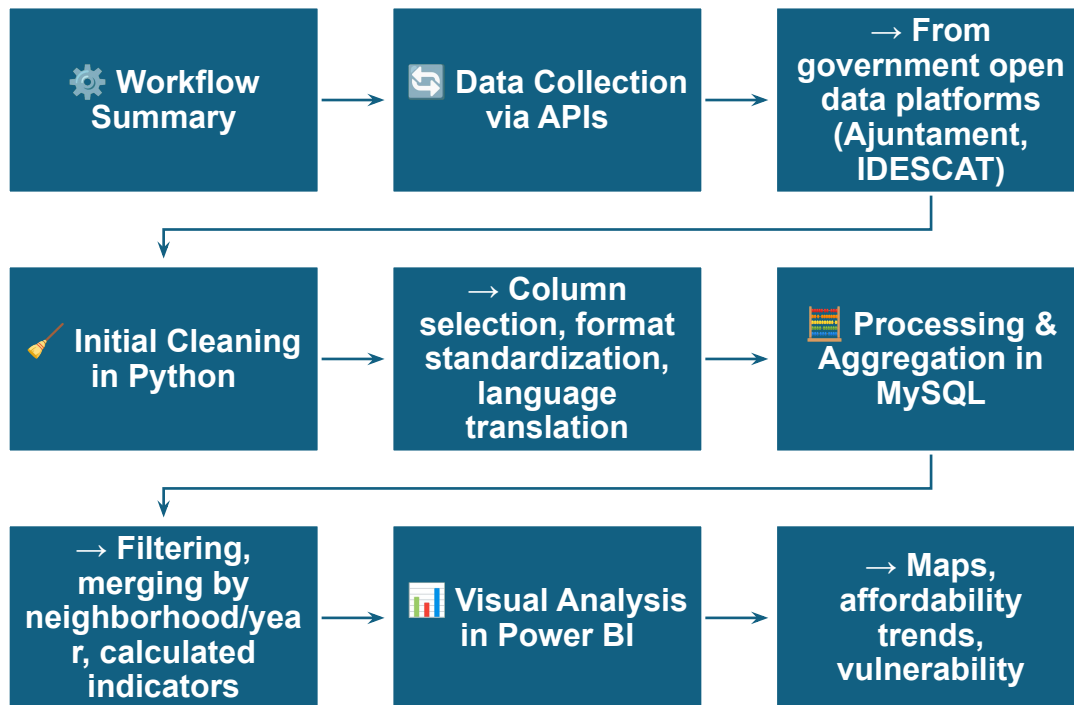 ⚙️ Workflow
Summary
🔄 Data Collection
via APIs
→ From
government open
data platforms
(Ajuntament,
IDESCAT)
🧹 Initial Cleaning
in Python
→ Column
selection, format
standardization,
language
translation
🧮 Processing &
Aggregation in
MySQL
→ Filtering,
merging by
neighborhood/yea
r, calculated
indicators
📊 Visual Analysis
in Power BI
→ Maps,
affordability
trends,
vulnerability